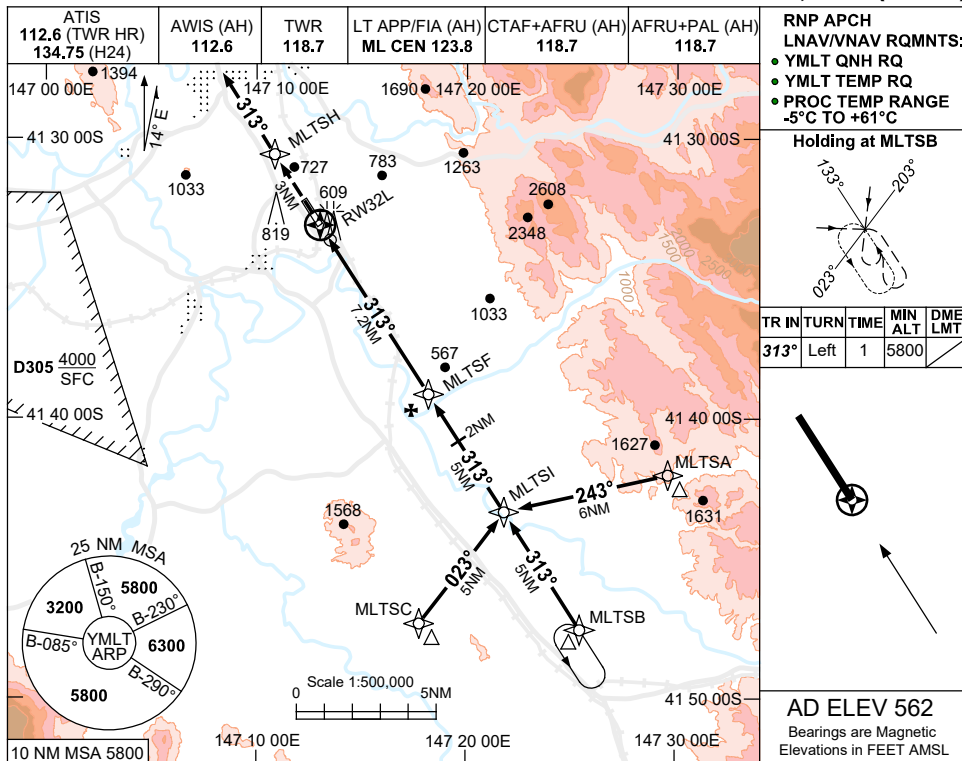 ATIS
112.6 (TWR HR)
134.75 (H24)
AWIS (AH)
112.6
TWR
118.7
LT APP/FIA (AH)
ML CEN 123.8
CTAF+AFRU (AH)
118.7
AFRU+PAL (AH)
118.7
RNP APCH
LNAV/VNAV RQMNTS:
YMLT QNH RQ
YMLT TEMP RQ
PROC TEMP RANGE
-5°C TO +61°C
Holding at MLTSB
133°
203°
023°
TR IN
TURN
TIME
MIN ALT
DME LMT
313°
Left
1
5800
AD ELEV 562
Bearings are Magnetic
Elevations in FEET AMSL
1394
147 00 00E
147 10 00E
1690
147 20 00E
147 30 00E
14° E
41 30 00S
41 30 00S
313°
MLTSH
3NM
727
783
1263
1033
609
RW32L
819
2608
2348
2000
1500
2500
1000
313°
7.2NM
1033
D305 4000
SFC
567
MLTSF
41 40 00S
41 40 00S
2NM
313°
5NM
MLTSI
1627
MLTSA
243°
6NM
1631
1568
023°
5NM
313°
5NM
MLTSC
MLTSB
25 NM MSA
B-150°
5800
B-230°
3200
YMLT
ARP
6300
B-085°
B-290°
5800
Scale 1:500,000
0
5NM
41 50 00S
10 NM MSA 5800
147 10 00E
147 20 00E
147 30 00E